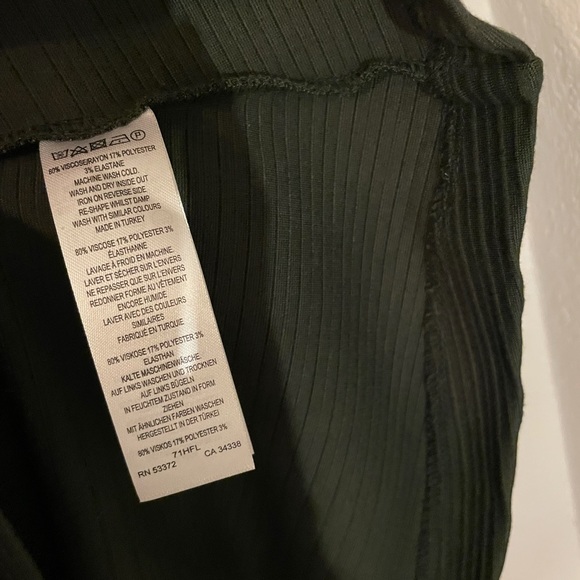 80% VISCOSE/RAYON 17% POLYESTER
3% ELASTANE
MACHINE WASH COLD.
WASH AND DRY INSIDE OUT
IRON ON REVERSE SIDE
RE-SHAPE WHILST DAMP
WASH WITH SIMILAR COLOURS
MADE IN TURKEY
80% VISCOSE 17% POLYESTER 3%
ÉLASTHANNE
LAVAGE À FROID EN MACHINE.
LAVER ET SÉCHER SUR L'ENVERS
NE REPASSER QUE SUR L'ENVERS
REDONNER FORME AU VÊTEMENT
ENCORE HUMIDE
LAVER AVEC DES COULEURS
SIMILAIRES
FABRIQUÉ EN TURQUIE
80% VISKOSE 17% POLYESTER 3%
ELASTHAN
KALTE MASCHINENWÄSCHE
AUF LINKS WASCHEN UND TROCKNEN
AUF LINKS BÜGELN
IN FEUCHTEM ZUSTAND IN FORM
ZIEHEN
MIT ÄHNLICHEN FARBEN WASCHEN
HERGESTELLT IN DER TÜRKEI
80% VISKOS 17% POLYESTER 3%
71HFL
RN 53372 CA 34338